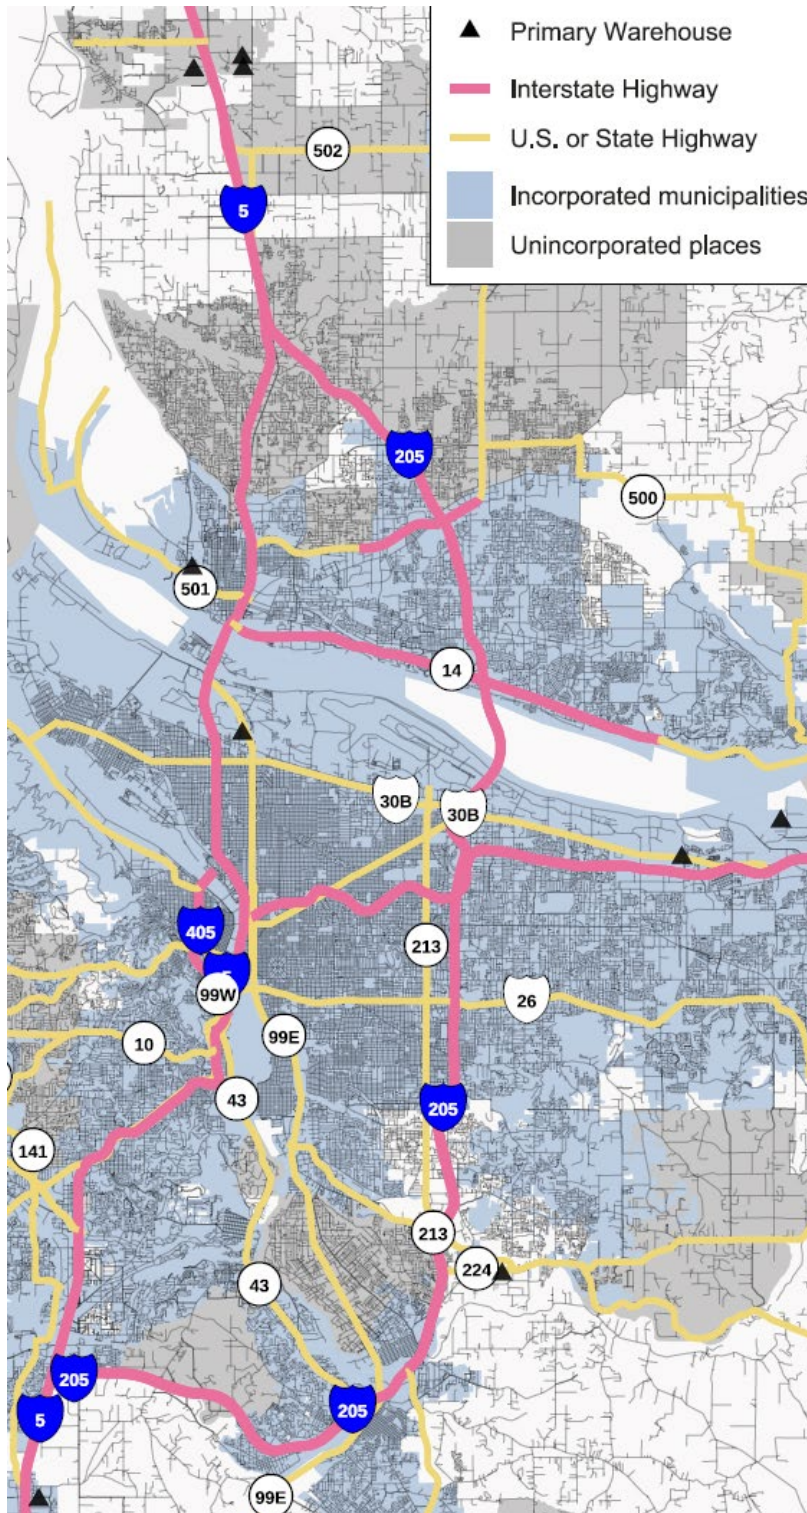 Primary Warehouse
Interstate Highway
U.S. or State Highway
Incorporated municipalities
Unincorporated places
502
5
205
500
501
14
30B
30B
405
213
5
99W
26
99E
10
43
205
141
213
224
43
205
205
5
99E